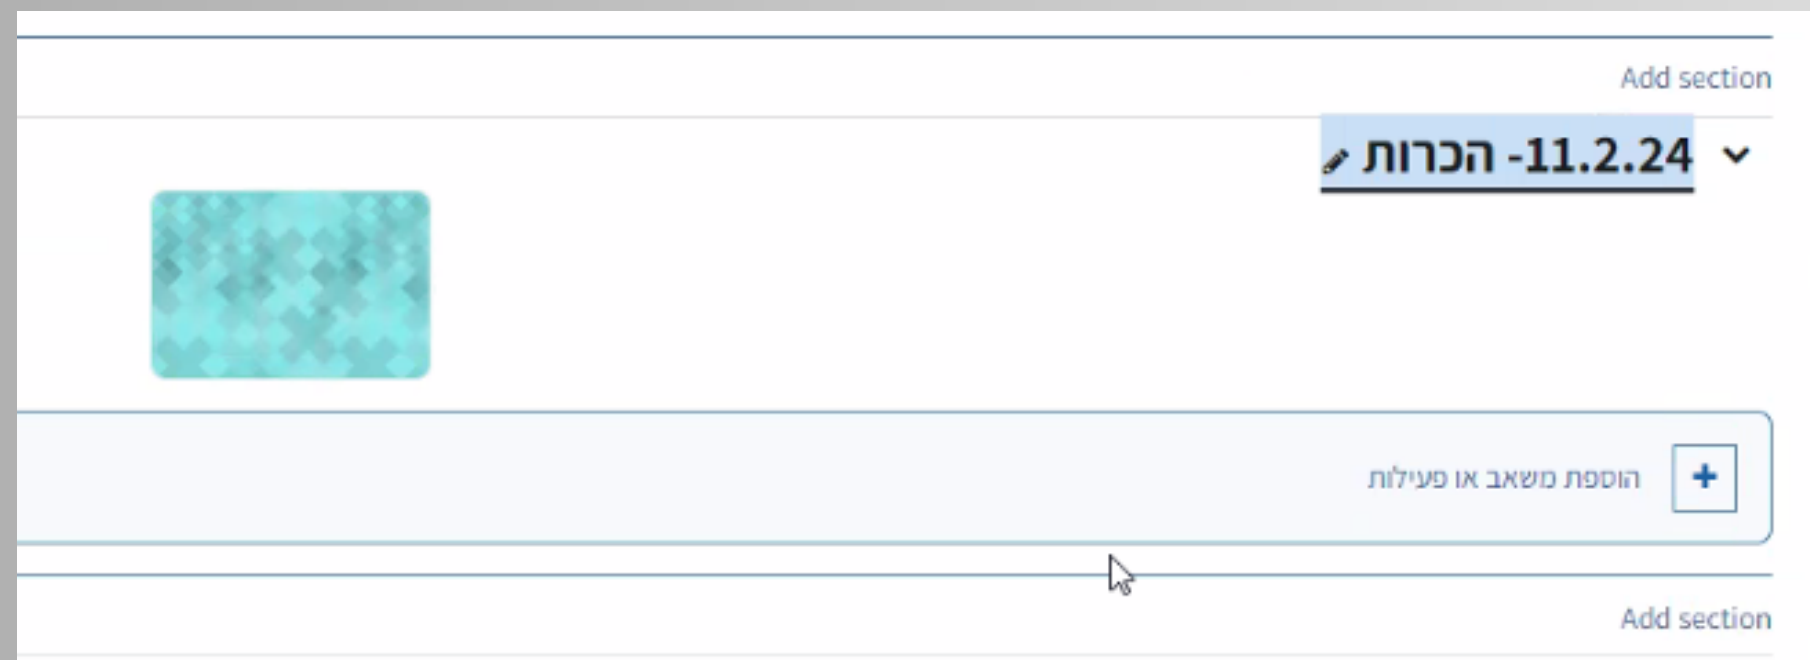 Add section
11.2.24- הכרות
הוספת משאב או פעילות
Add section